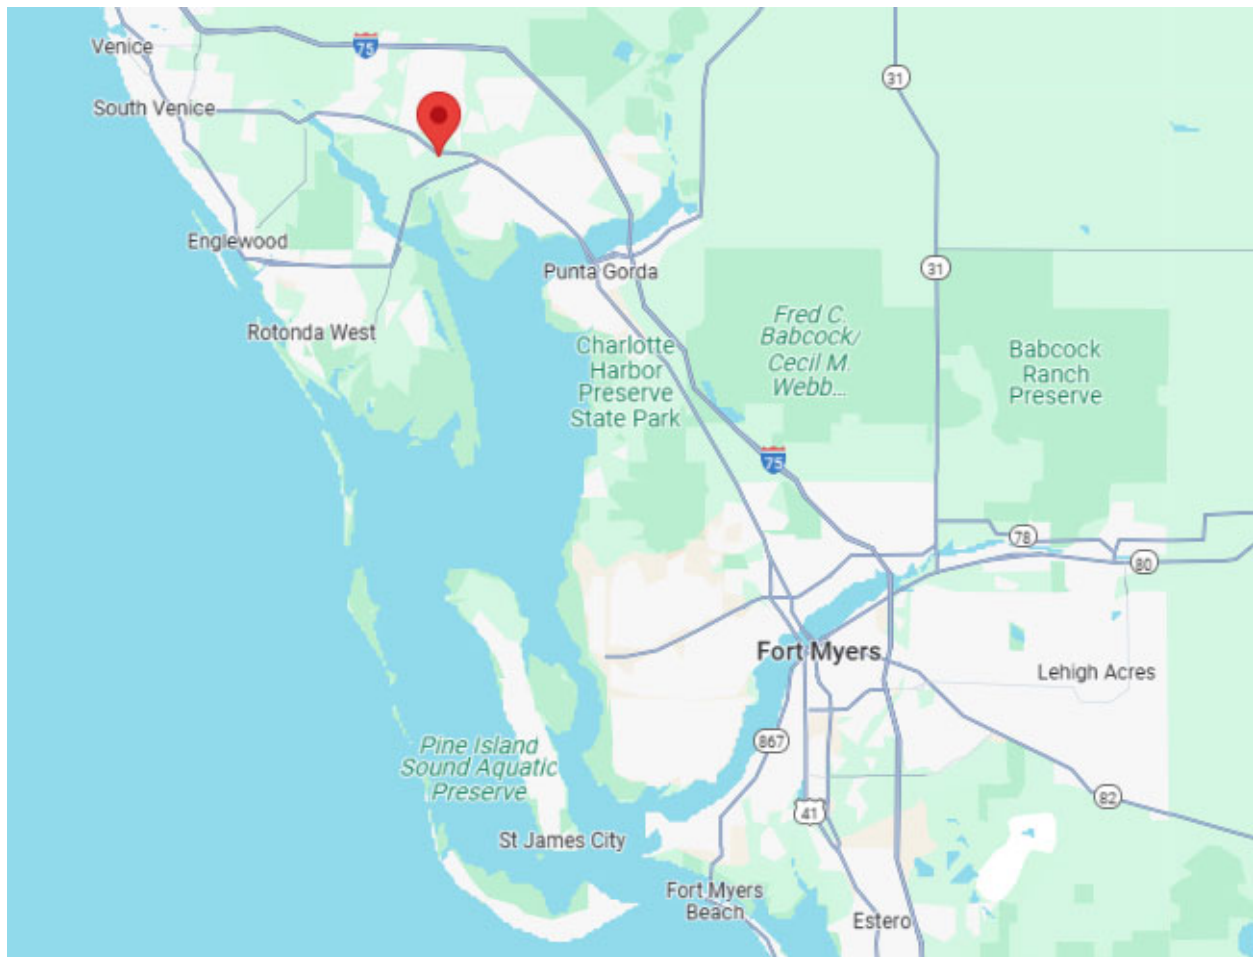 Venice
75
31
South Venice
Englewood
31
Punta Gorda
Rotonda West
Fred C.
Babcock/
Cecil M.
Webb...
Charlotte
Harbor
Preserve
State Park
Babcock
Ranch
Preserve
75
78
80
Fort Myers
Lehigh Acres
867
Pine Island
Sound Aquatic
Preserve
82
41
St James City
Fort Myers
Beach
Estero